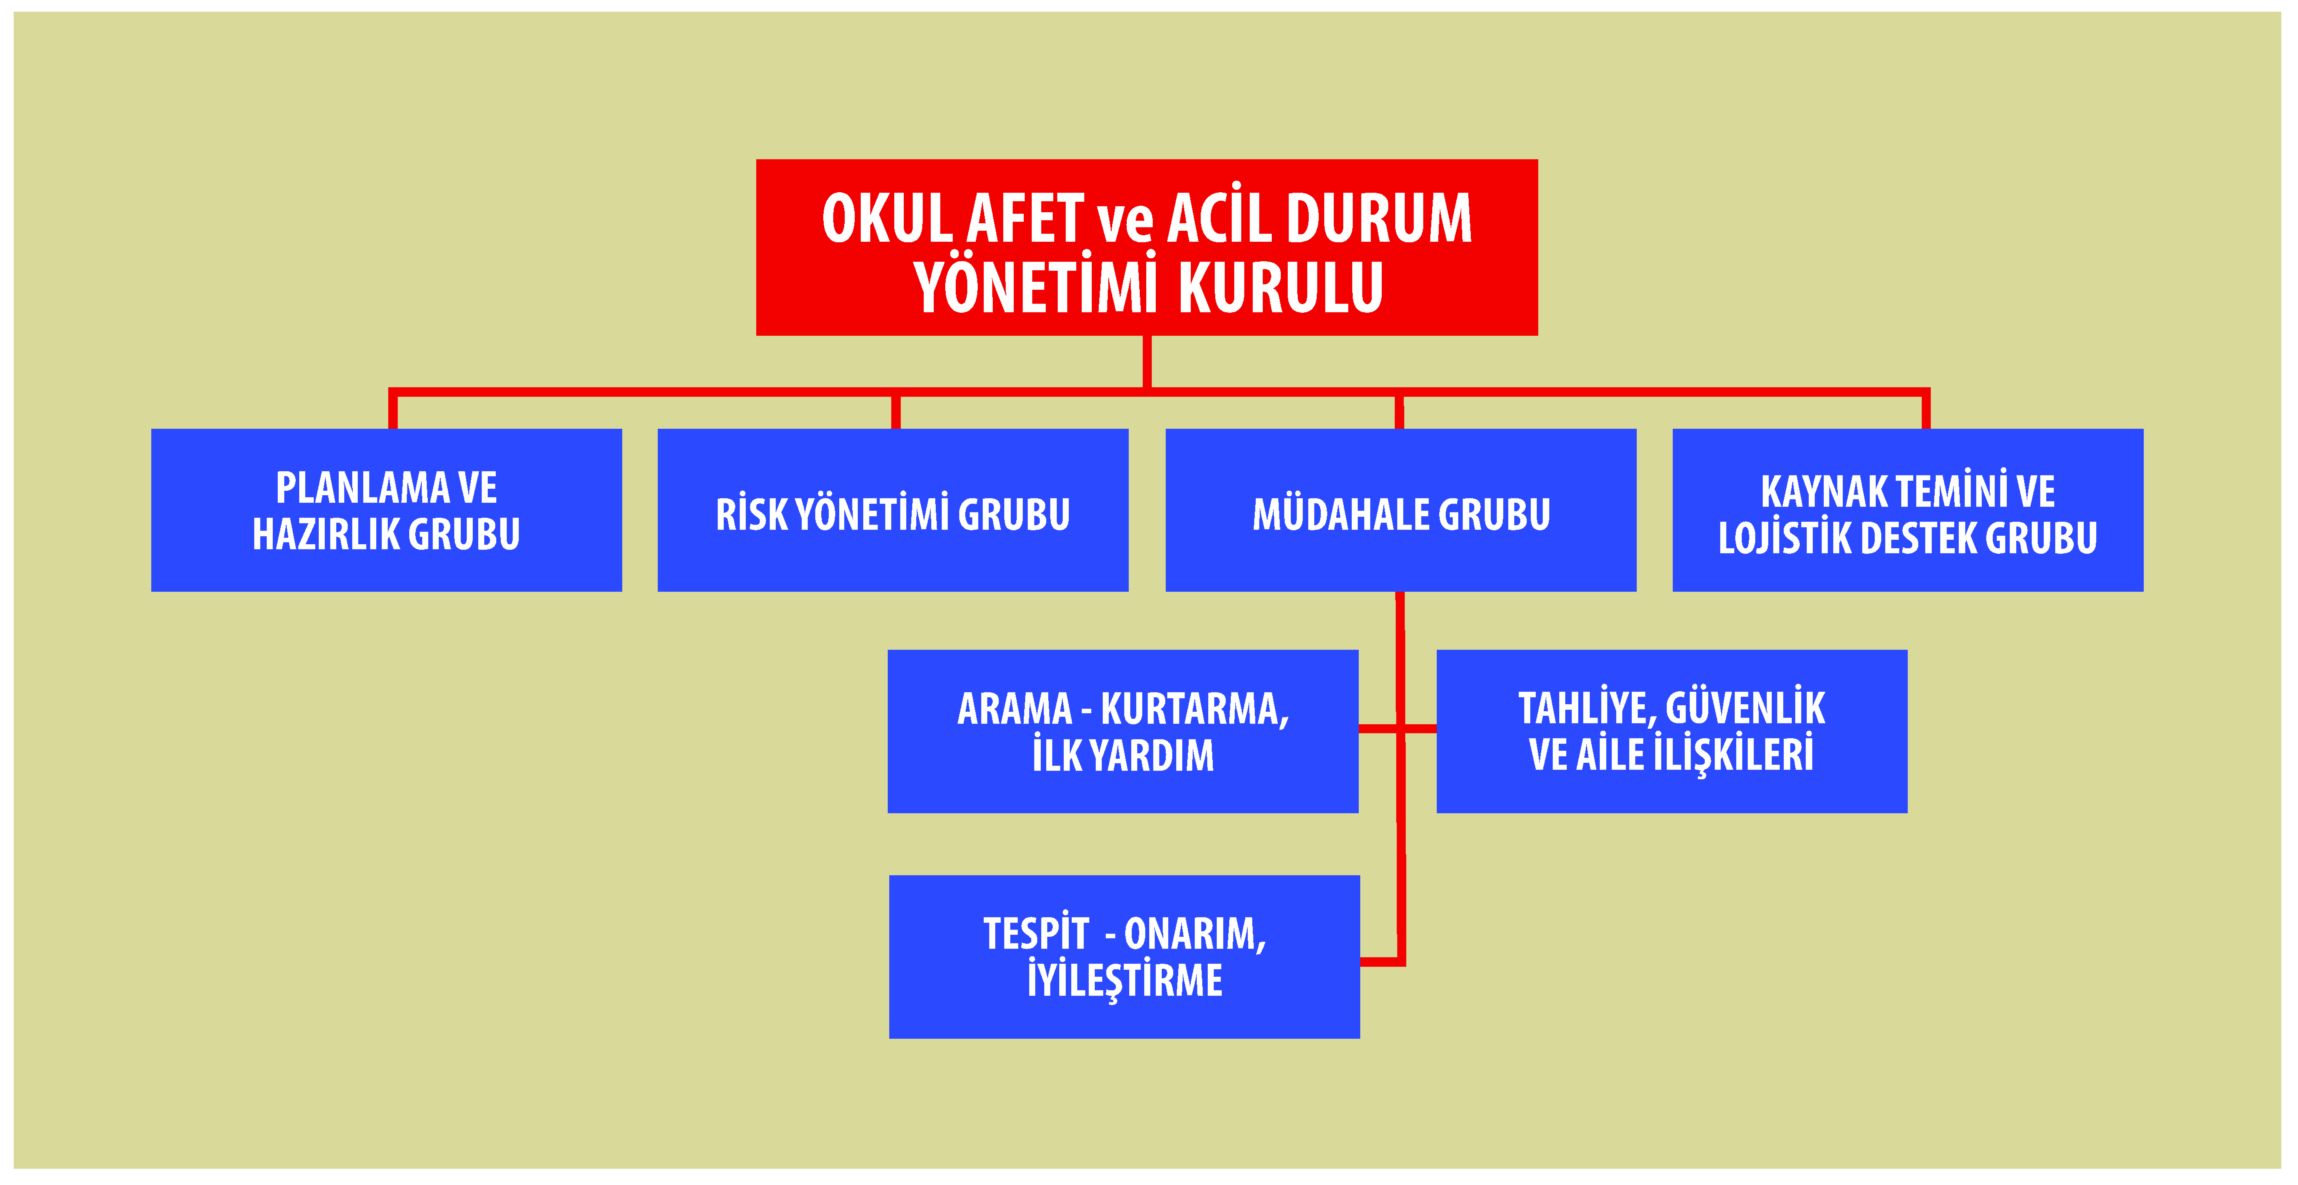 OKUL AFET ve ACİL DURUM
YÖNETİMİ KURULU
PLANLAMA VE
HAZIRLIK GRUBU
RİSK YÖNETİMİ GRUBU
MÜDAHALE GRUBU
KAYNAK TEMİNİ VE
LOJİSTİK DESTEK GRUBU
ARAMA - KURTARMA,
İLK YARDIM
TAHLİYE, GÜVENLİK
VE AİLE İLİŞKİLERİ
TESPİT - ONARIM,
İYİLEŞTİRME